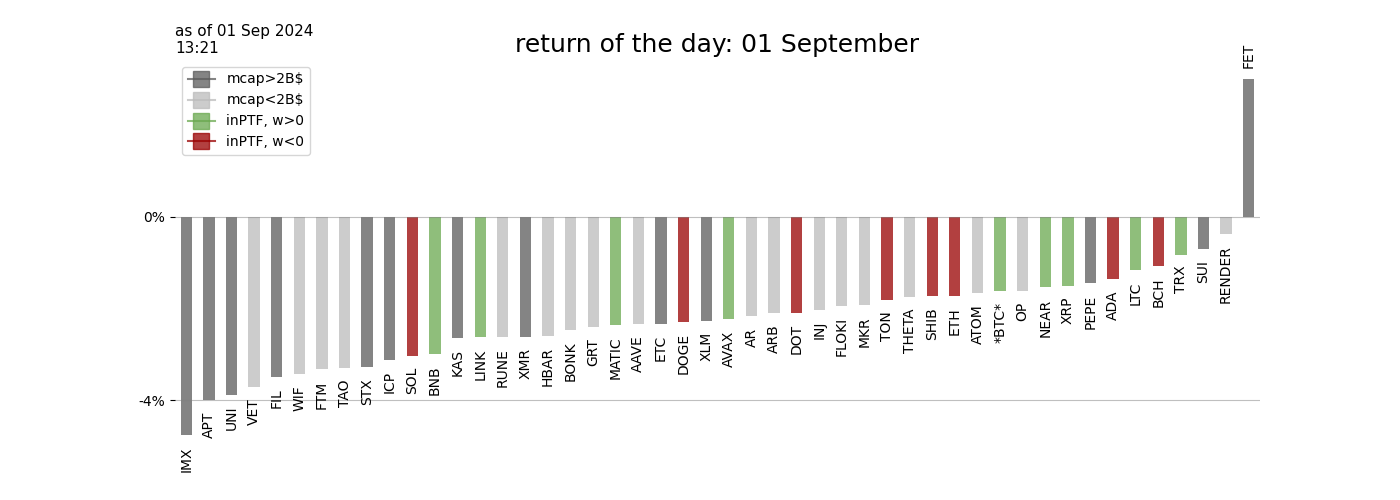 as of 01 Sep 2024
13:21
return of the day: 01 September
mcap>2B$
mcap<2B$
inPTF, w>0
inPTF, w<0
0%
-4%
IMX
APT
UNI
VET
FIL
WIF
FTM
TAO
STX
ICP
SOL
BNB
KAS
LINK
RUNE
XMR
HBAR
BONK
GRT
MATIC
AAVE
ETC
DOGE
XLM
AVAX
AR
ARB
DOT
INJ
FLOKI
MKR
TON
THETA
SHIB
ETH
ATOM
*BTC*
OP
NEAR
XRP
PEPE
ADA
LTC
BCH
TRX
SUI
RENDER
FET